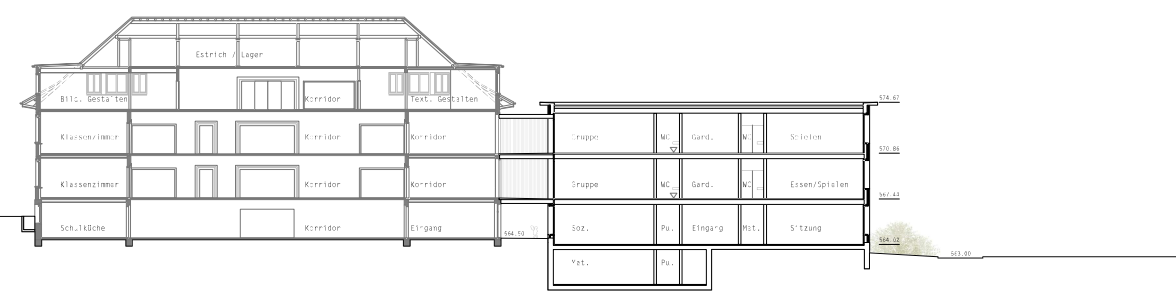 Estrich / Lager
574.67
Bild. Gestalten Korridor Text. Gestalten
Klassenzimmer Korridor Korridor Gruppe WC Gard. WC Spielen
570.86
Klassenzimmer Korridor Korridor Gruppe WC Gard. WC Essen/Spielen
567.44
Schulküche Korridor Eingang 564.50 Soz. Pu. Eingang Mat. Sitzung
564.02
563.00
Mat. Pu.